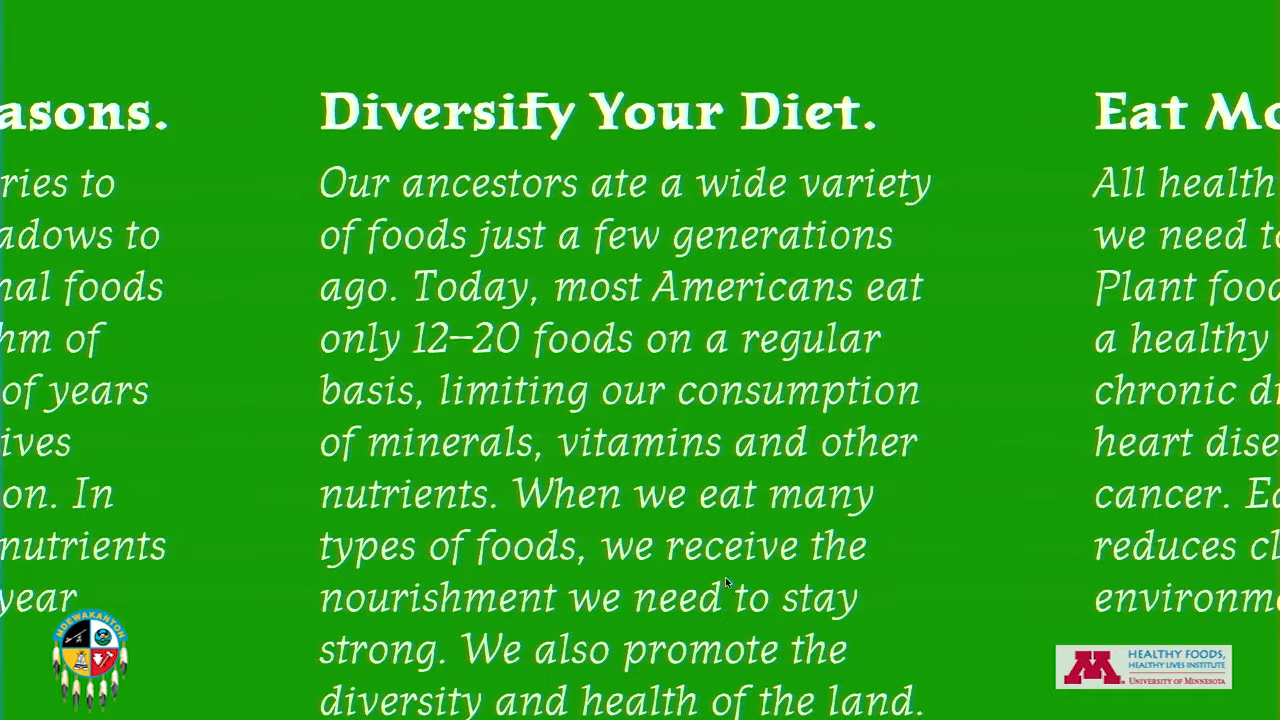 asons.
ries to
adows to
nal foods
hm of
of years
ives
on. In
nutrients
year
Diversify Your Diet.
Our ancestors ate a wide variety
of foods just a few generations
ago. Today, most Americans eat
only 12–20 foods on a regular
basis, limiting our consumption
of minerals, vitamins and other
nutrients. When we eat many
types of foods, we receive the
nourishment we need to stay
strong. We also promote the
diversity and health of the land.
Eat Mo
All health
we need to
Plant food
a healthy
chronic di
heart dise
cancer. Ea
reduces cl
environme
MDEWAKANTON
M
HEALTHY FOODS,
HEALTHY LIVES INSTITUTE
UNIVERSITY OF MINNESOTA